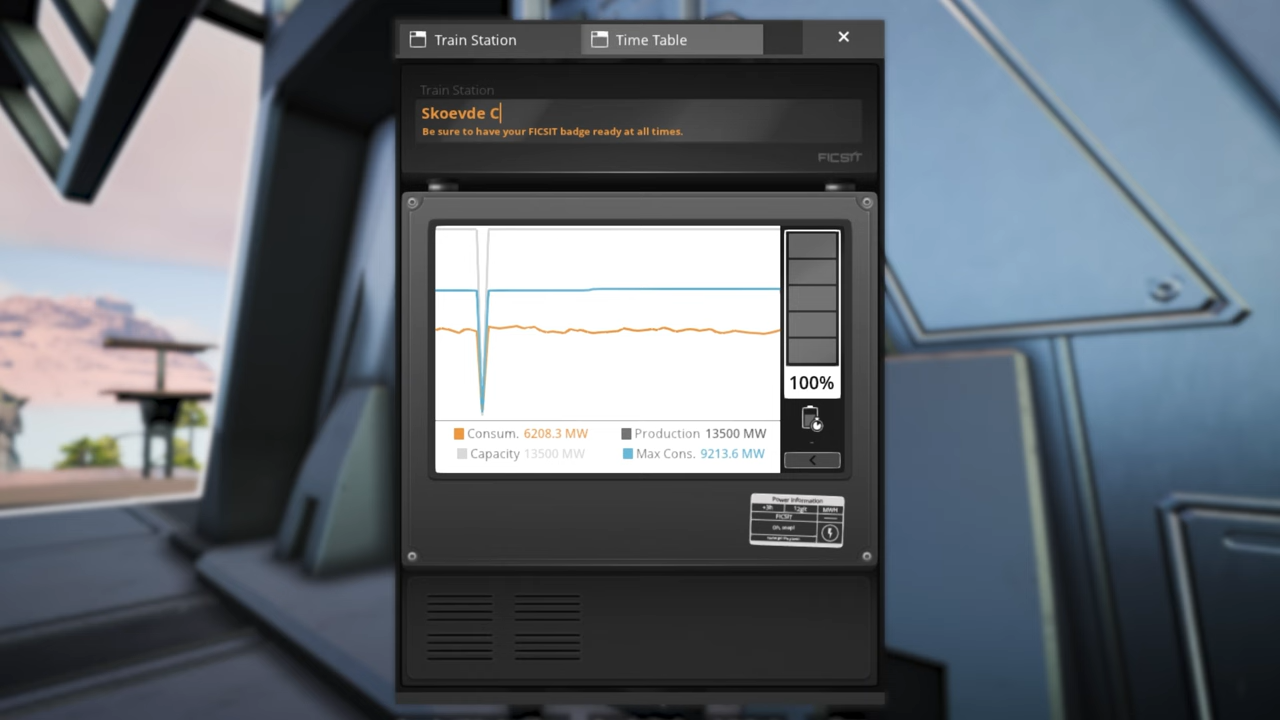 Train Station
Time Table
Train Station
Skoevde C
Be sure to have your FICSIT badge ready at all times.
FICSIT
100%
Consum. 6208.3 MW
Production 13500 MW
Capacity 13500 MW
Max Cons. 9213.6 MW
Power Information
MWH
FICSIT